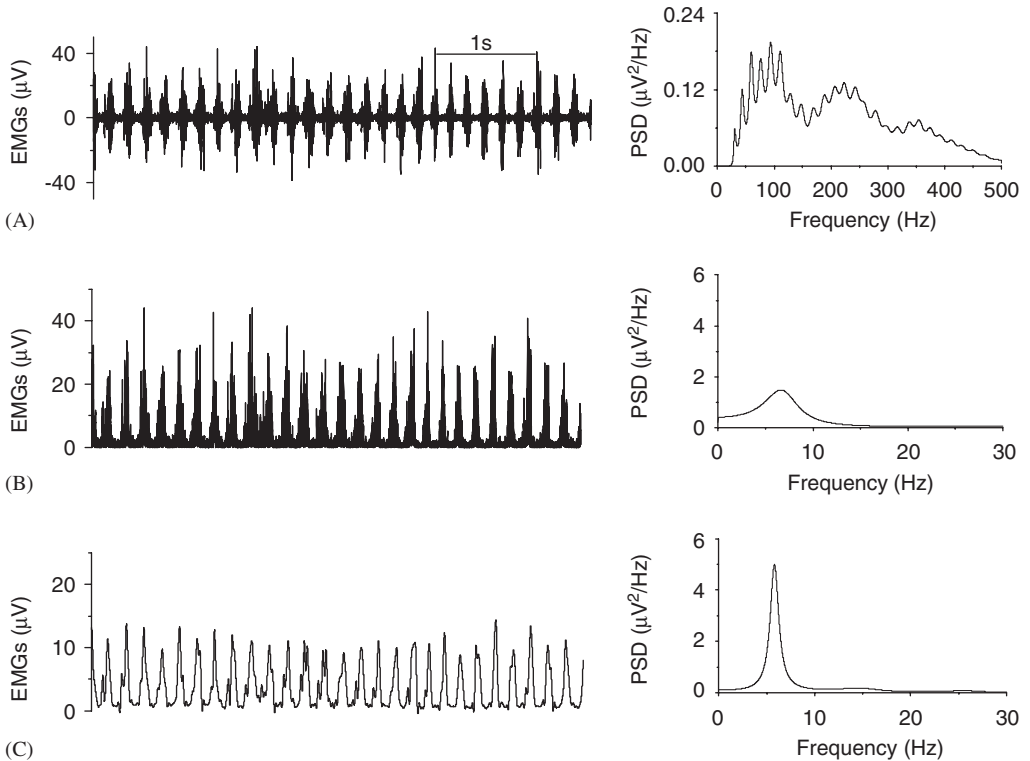 EMGs (μV)
40
0
-40
1s
(A)
PSD (μV²/Hz)
0.24
0.12
0.00
0 100 200 300 400 500
Frequency (Hz)
EMGs (μV)
40
20
0
(B)
PSD (μV²/Hz)
6
4
2
0
0 10 20 30
Frequency (Hz)
EMGs (μV)
20
10
0
(C)
PSD (μV²/Hz)
6
4
2
0
0 10 20 30
Frequency (Hz)